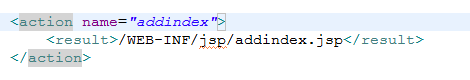 <action name="addindex">
<result>/WEB-INF/jsp/addindex.jsp</result>
</action>